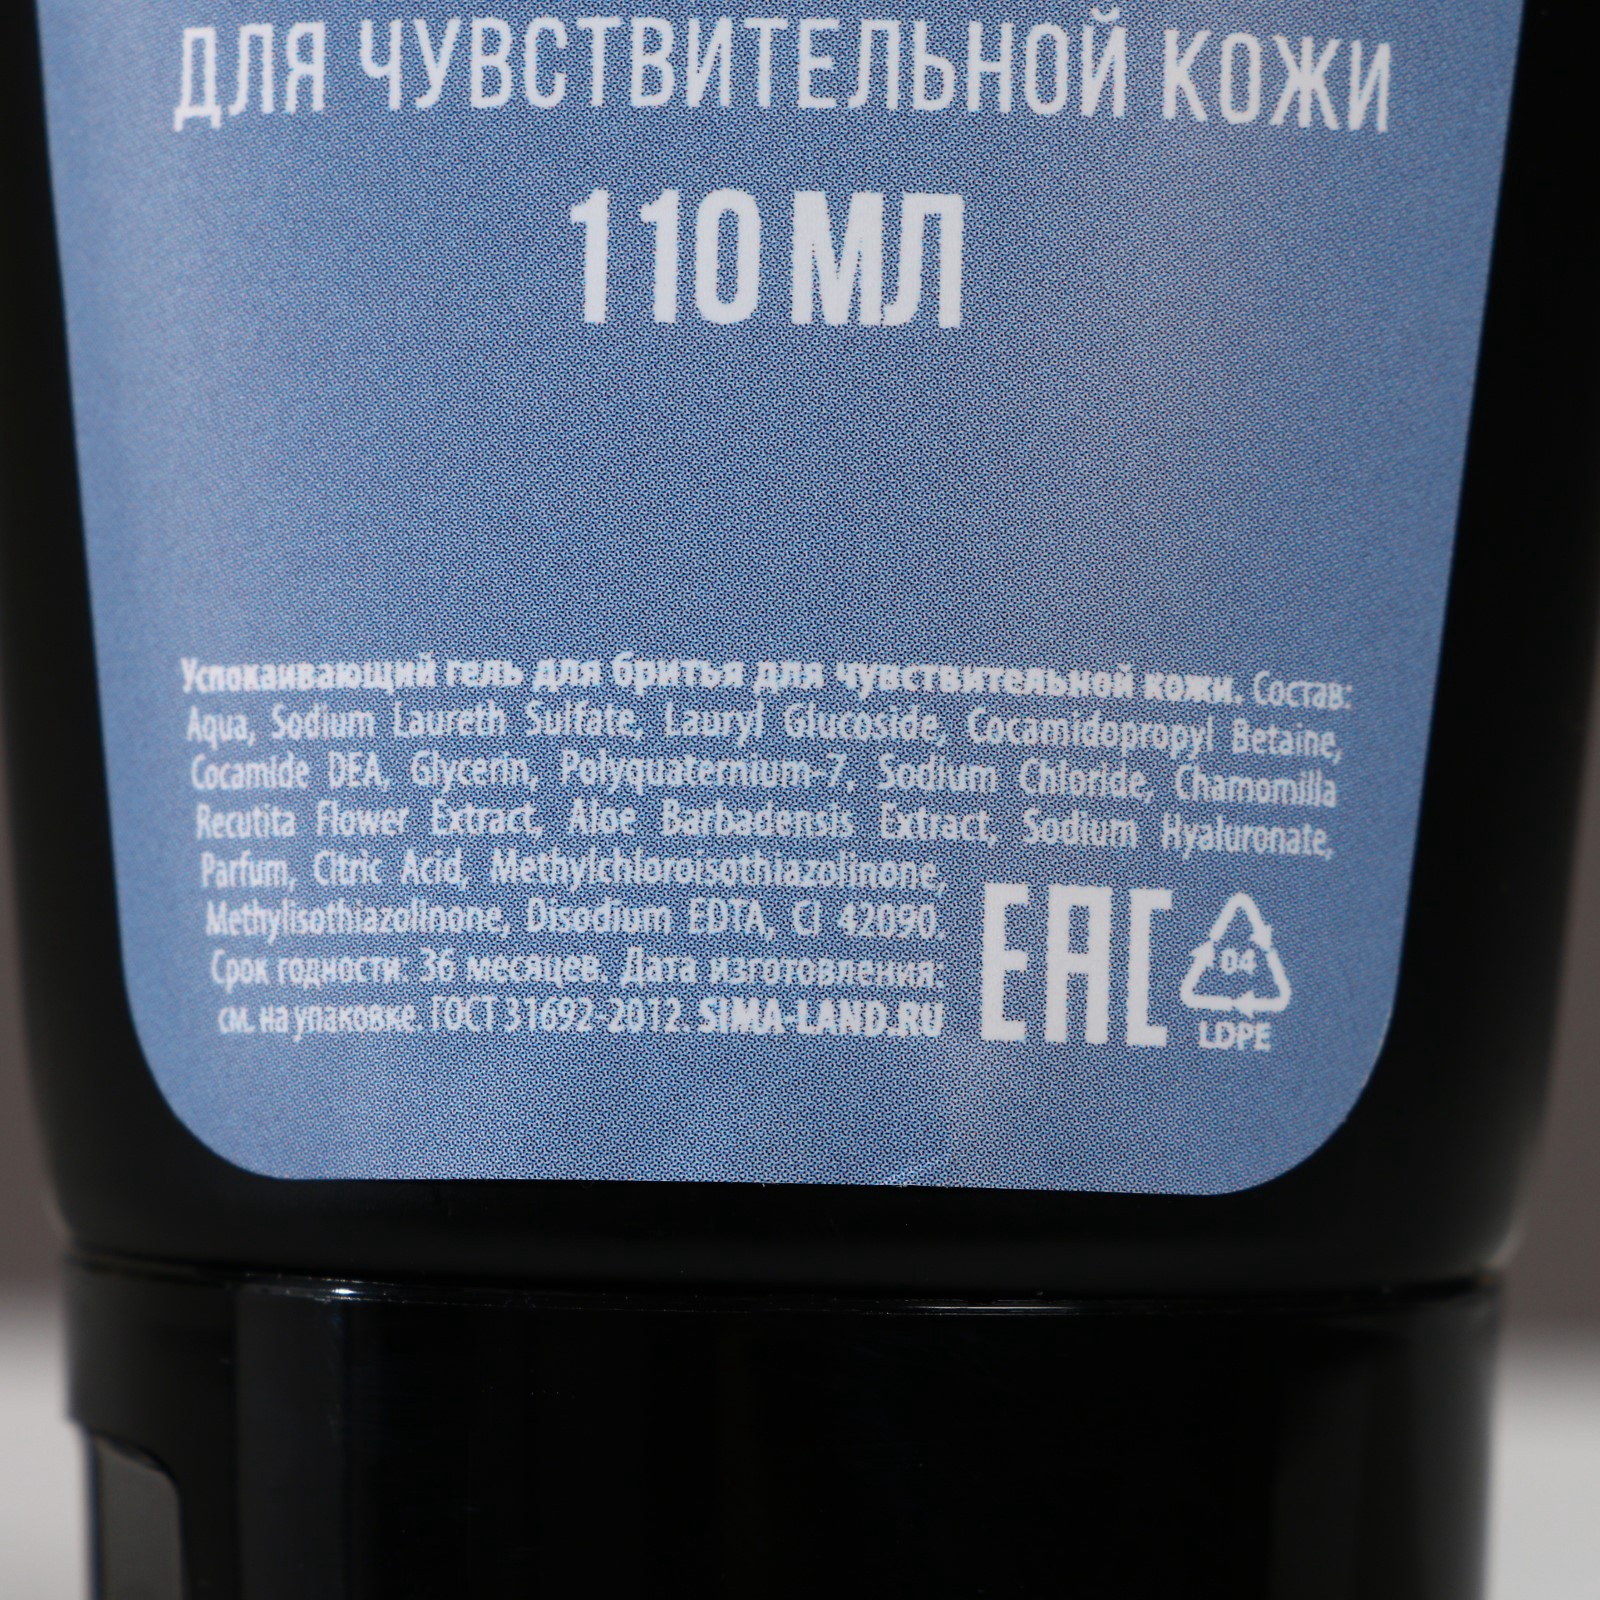 ДЛЯ ЧУВСТВИТЕЛЬНОЙ КОЖИ
110 МЛ
Успокаивающий гель для бритья для чувствительной кожи. Состав:
Aqua, Sodium Laureth Sulfate, Lauryl Glucoside, Cocamidopropyl Betaine,
Cocamide DEA, Glycerin, Polyquaternium-7, Sodium Chloride, Chamomilla
Recutita Flower Extract, Aloe Barbadensis Extract, Sodium Hyaluronate,
Parfum, Citric Acid, Methylchloroisothiazolinone,
Methylisothiazolinone, Disodium EDTA, CI 42090.
Срок годности: 36 месяцев. Дата изготовления:
см. на упаковке. ГОСТ 31692-2012. SIMA-LAND.RU
EAC
04
LDPE